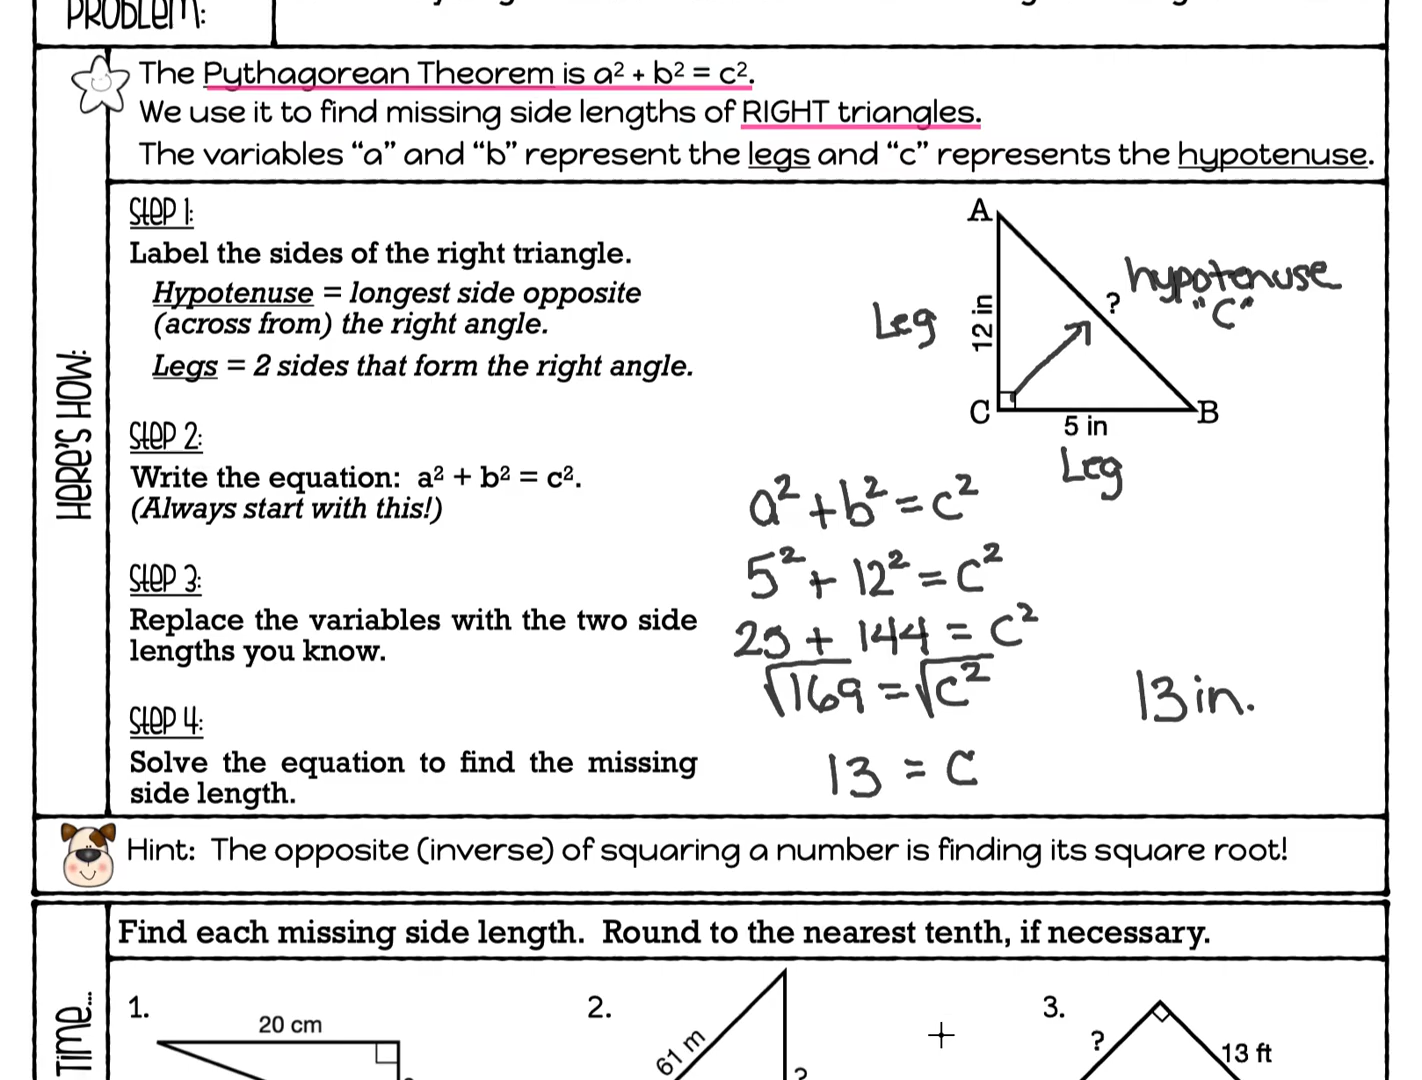 PROBLEM:
The Pythagorean Theorem is a² + b² = c².
We use it to find missing side lengths of RIGHT triangles.
The variables “a” and “b” represent the legs and “c” represents the hypotenuse.
HERE'S HOW:
Step 1:
Label the sides of the right triangle.
Hypotenuse = longest side opposite
(across from) the right angle.
Legs = 2 sides that form the right angle.
A
hypotenuse
"C"
?
Leg
12 in
C
B
5 in
Leg
Step 2:
Write the equation: a² + b² = c².
(Always start with this!)
a² + b² = c²
Step 3:
Replace the variables with the two side
lengths you know.
5² + 12² = c²
25 + 144 = c²
√169 = √c²
13 in.
Step 4:
Solve the equation to find the missing
side length.
13 = c
Hint: The opposite (inverse) of squaring a number is finding its square root!
Find each missing side length. Round to the nearest tenth, if necessary.
TIME...
1.
20 cm
2.
61 m
?
3.
?
13 ft